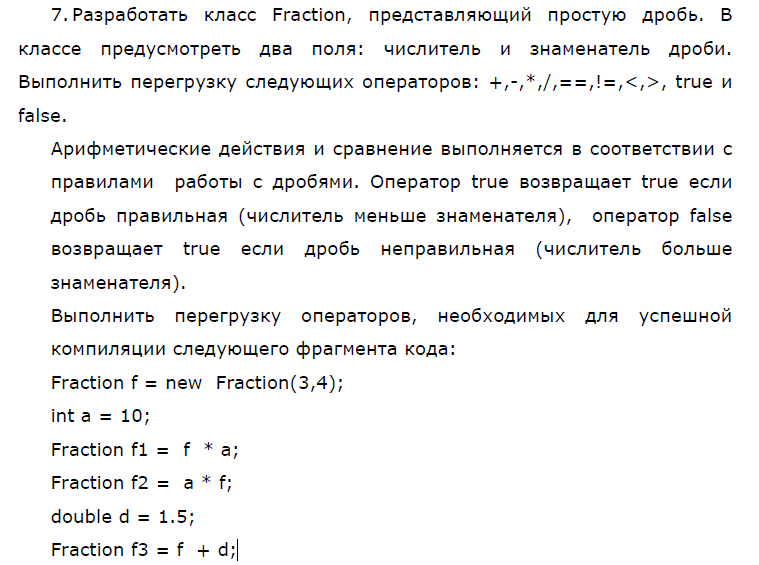 7. Разработать класс Fraction, представляющий простую дробь. В
классе предусмотреть два поля: числитель и знаменатель дроби.
Выполнить перегрузку следующих операторов: +,-,*,/,==,!=,<,>, true и
false.
Арифметические действия и сравнение выполняется в соответствии с
правилами работы с дробями. Оператор true возвращает true если
дробь правильная (числитель меньше знаменателя), оператор false
возвращает true если дробь неправильная (числитель больше
знаменателя).
Выполнить перегрузку операторов, необходимых для успешной
компиляции следующего фрагмента кода:
Fraction f = new Fraction(3,4);
int a = 10;
Fraction f1 = f * a;
Fraction f2 = a * f;
double d = 1.5;
Fraction f3 = f + d;